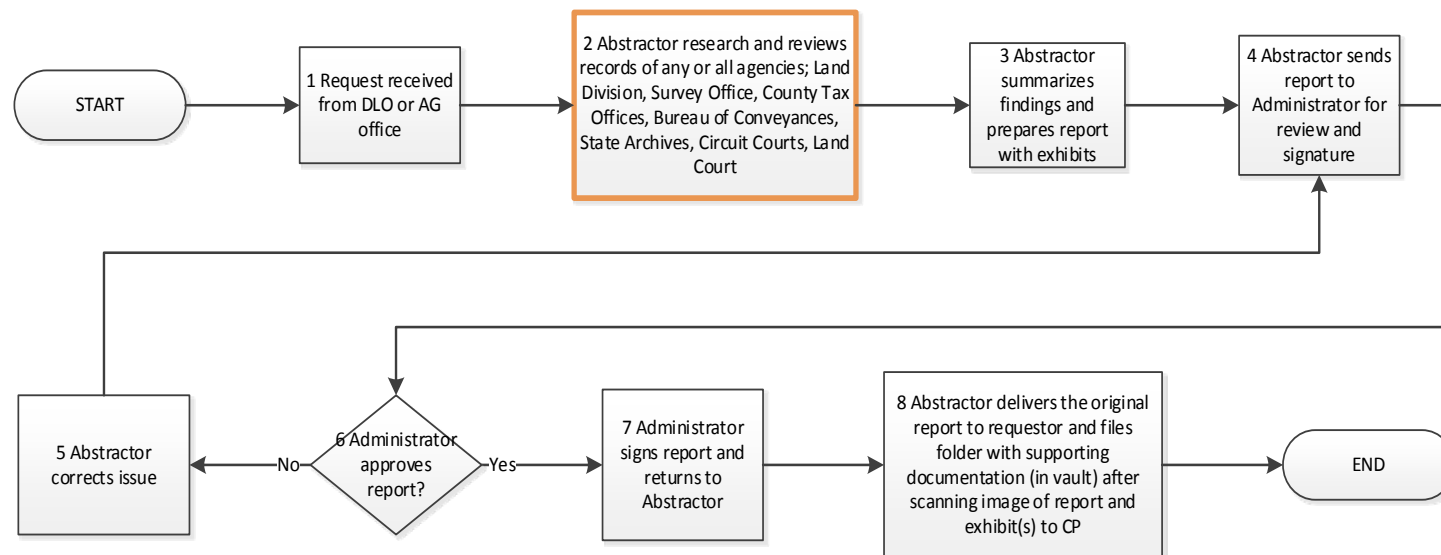 START
1 Request received
from DLO or AG
office
2 Abstractor research and reviews
records of any or all agencies; Land
Division, Survey Office, County Tax
Offices, Bureau of Conveyances,
State Archives, Circuit Courts, Land
Court
3 Abstractor
summarizes
findings and
prepares report
with exhibits
4 Abstractor sends
report to
Administrator for
review and
signature
5 Abstractor
corrects issue
No
6 Administrator
approves
report?
Yes
7 Administrator
signs report and
returns to
Abstractor
8 Abstractor delivers the original
report to requestor and files
folder with supporting
documentation (in vault) after
scanning image of report and
exhibit(s) to CP
END